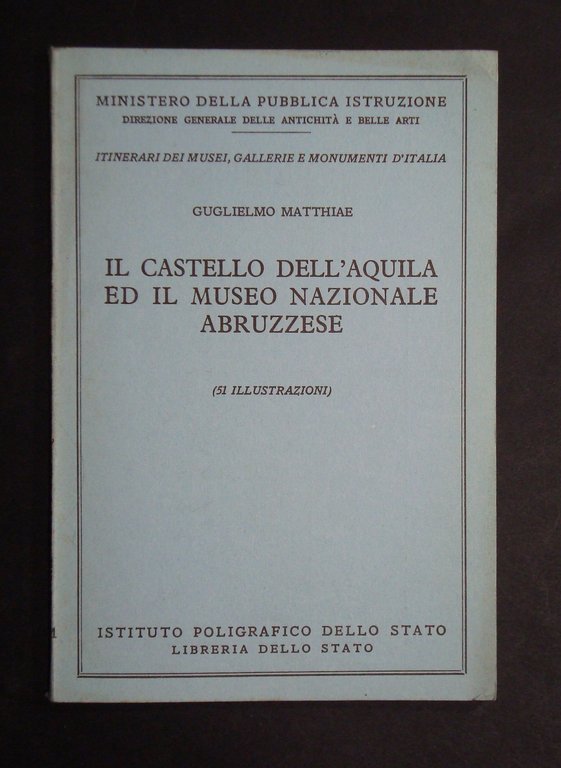 MINISTERO DELLA PUBBLICA ISTRUZIONE
DIREZIONE GENERALE DELLE ANTICHITÀ E BELLE ARTI
ITINERARI DEI MUSEI, GALLERIE E MONUMENTI D'ITALIA
GUGLIELMO MATTHIAE
IL CASTELLO DELL'AQUILA
ED IL MUSEO NAZIONALE
ABRUZZESE
(51 ILLUSTRAZIONI)
ISTITUTO POLIGRAFICO DELLO STATO
LIBRERIA DELLO STATO